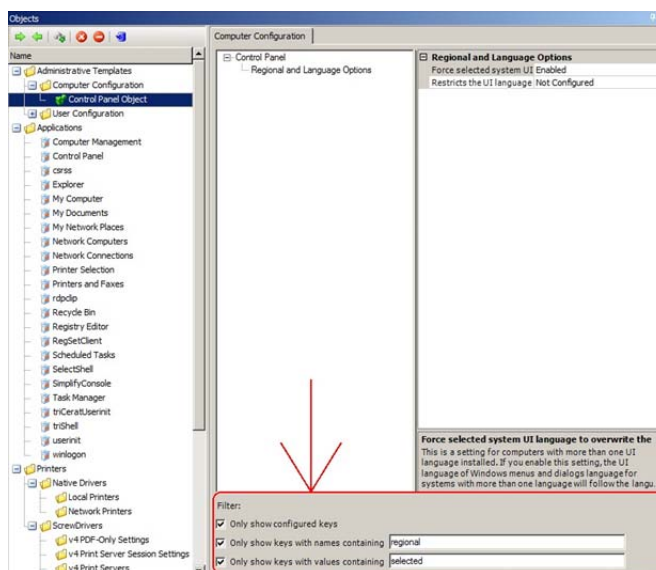 Objects
Name
Administrative Templates
Computer Configuration
Control Panel Object
User Configuration
Applications
Computer Management
Control Panel
csrss
Explorer
My Computer
My Documents
My Network Places
Network Computers
Network Connections
Printer Selection
Printers and Faxes
rdpclip
Recycle Bin
Registry Editor
RegSetClient
Scheduled Tasks
SelectShell
SimplifyConsole
Task Manager
triCeratUserinit
triShell
userinit
winlogon
Printers
Native Drivers
Local Printers
Network Printers
ScrewDrivers
v4 PDF-Only Settings
v4 Print Server Session Settings
v4 Print Servers
Computer Configuration
Control Panel
Regional and Language Options
Regional and Language Options
Force selected system UI Enabled
Restricts the UI language Not Configured
Force selected system UI language to overwrite the
This is a setting for computers with more than one UI
language installed. If you enable this setting, the UI
language of Windows menus and dialogs language for
systems with more than one language will follow the langu...
Filter:
Only show configured keys
Only show keys with names containing regional
Only show keys with values containing selected